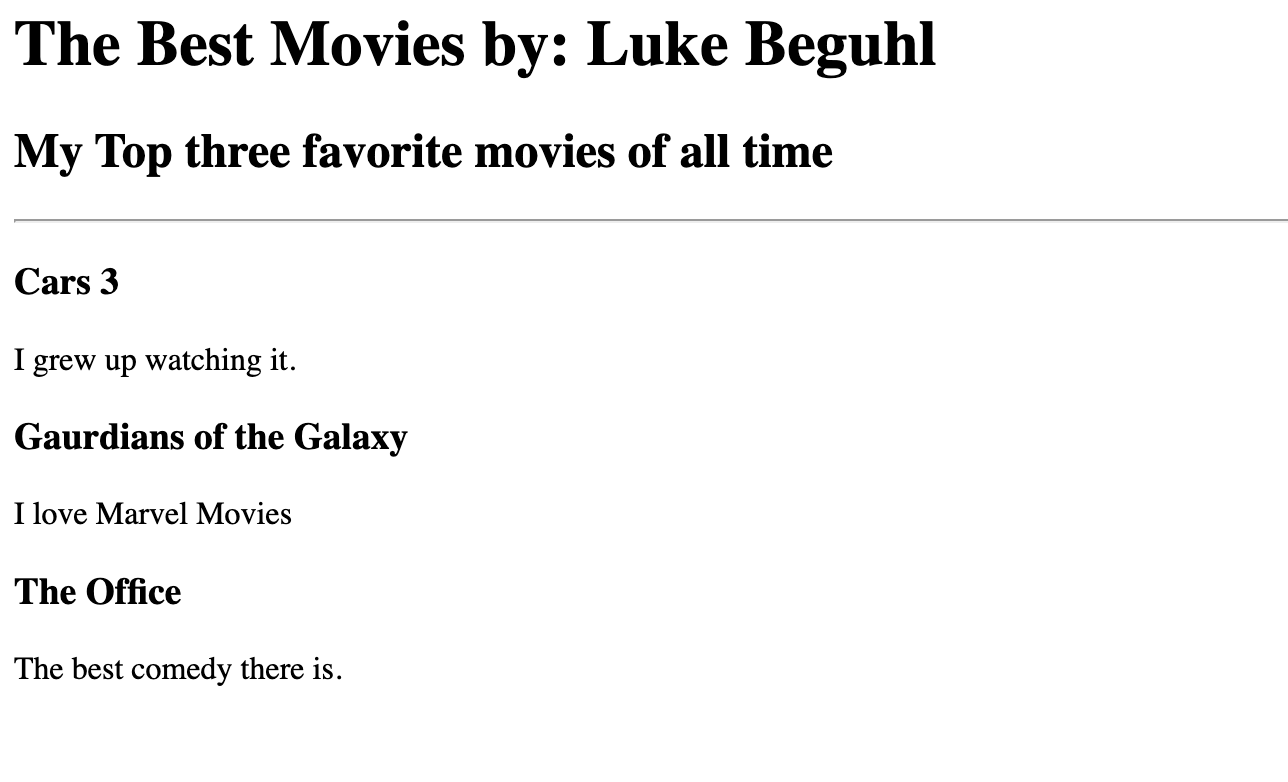 The Best Movies by: Luke Beguhl
My Top three favorite movies of all time
Cars 3
I grew up watching it.
Gaurdians of the Galaxy
I love Marvel Movies
The Office
The best comedy there is.